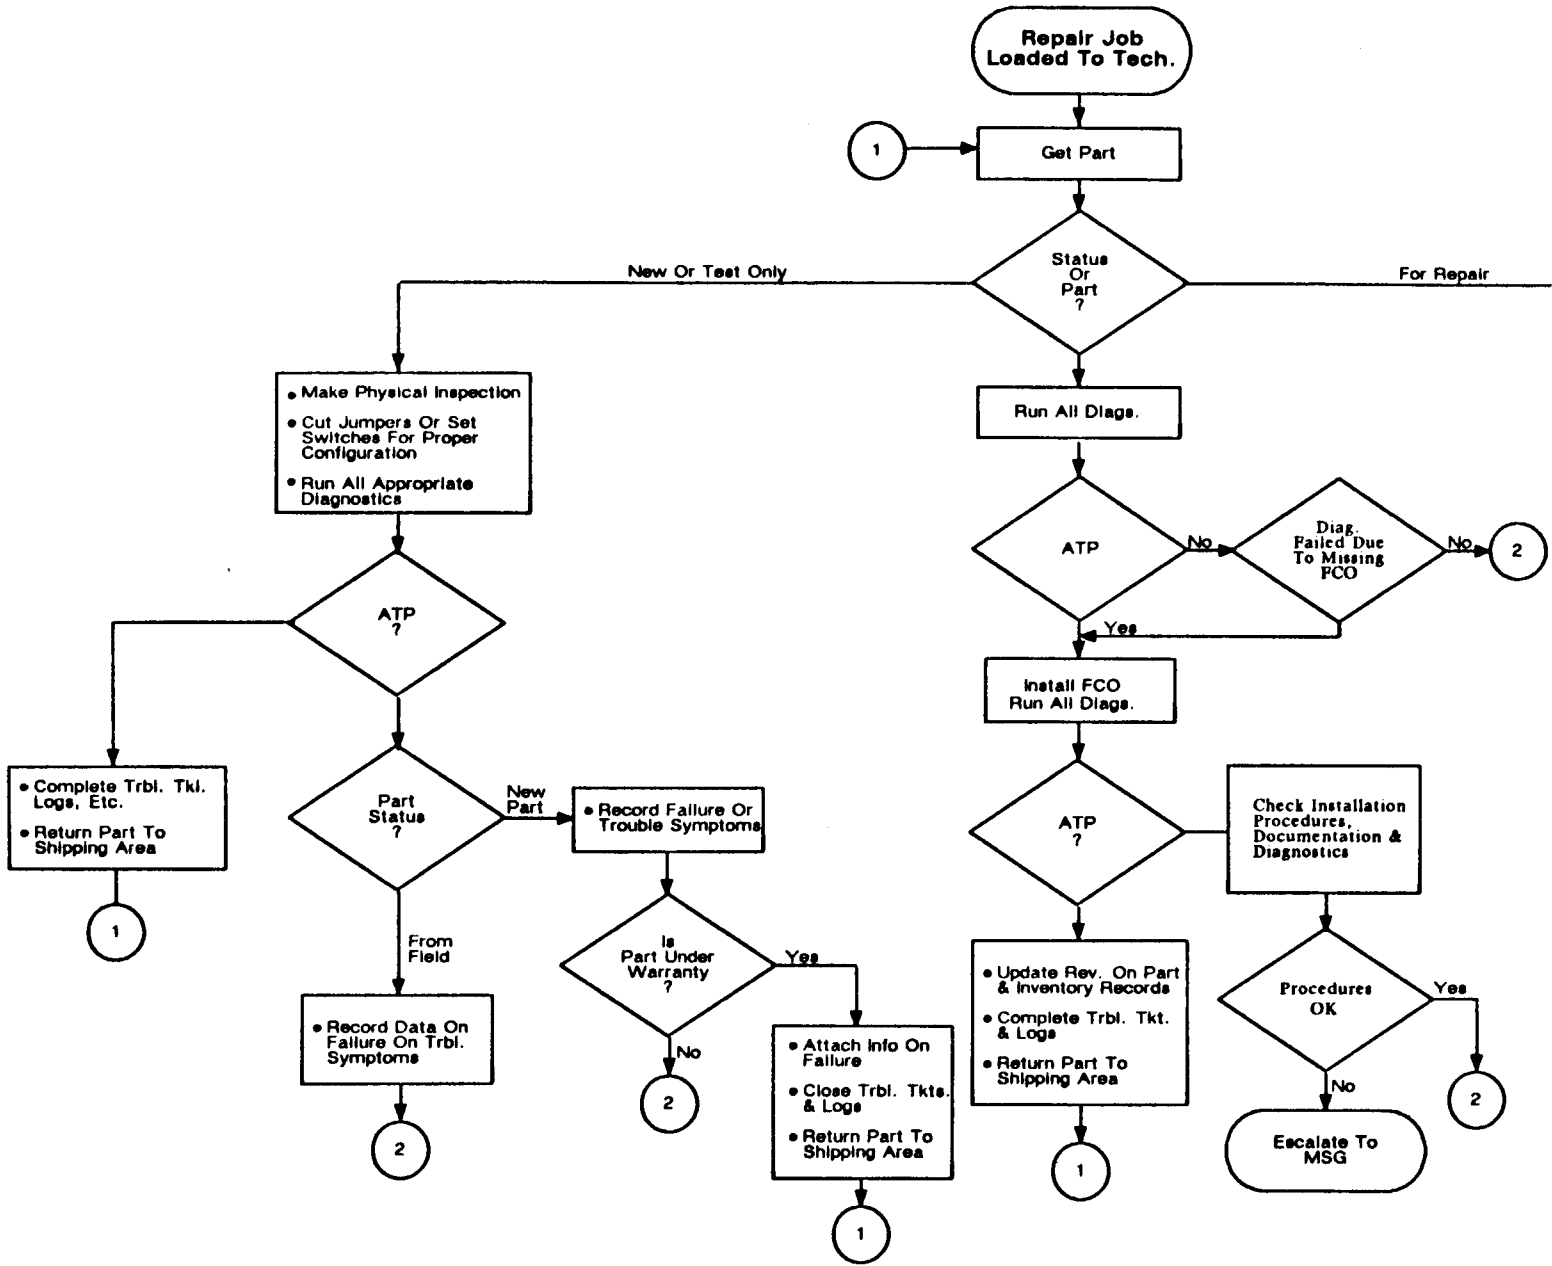 Repair Job
Loaded To Tech.
1
Get Part
Status
Or
Part
?
New Or Test Only
For Repair
• Make Physical Inspection
• Cut Jumpers Or Set
Switches For Proper
Configuration
• Run All Appropriate
Diagnostics
Run All Diags.
ATP
No
Diag.
Failed Due
To Missing
FCO
No
2
Yes
ATP
?
Install FCO
Run All Diags.
• Complete Trbl. Tkl.
Logs, Etc.
• Return Part To
Shipping Area
1
Part
Status
?
New
Part
• Record Failure Or
Trouble Symptoms
ATP
?
Check Installation
Procedures,
Documentation &
Diagnostics
From
Field
Is
Part Under
Warranty
?
Yes
No
2
• Record Data On
Failure On Trbl.
Symptoms
2
• Attach Info On
Failure
• Close Trbl. Tkts.
& Logs
• Return Part To
Shipping Area
1
• Update Rev. On Part
& Inventory Records
• Complete Trbl. Tkt.
& Logs
• Return Part To
Shipping Area
1
Procedures
OK
Yes
2
No
Escalate To
MSG